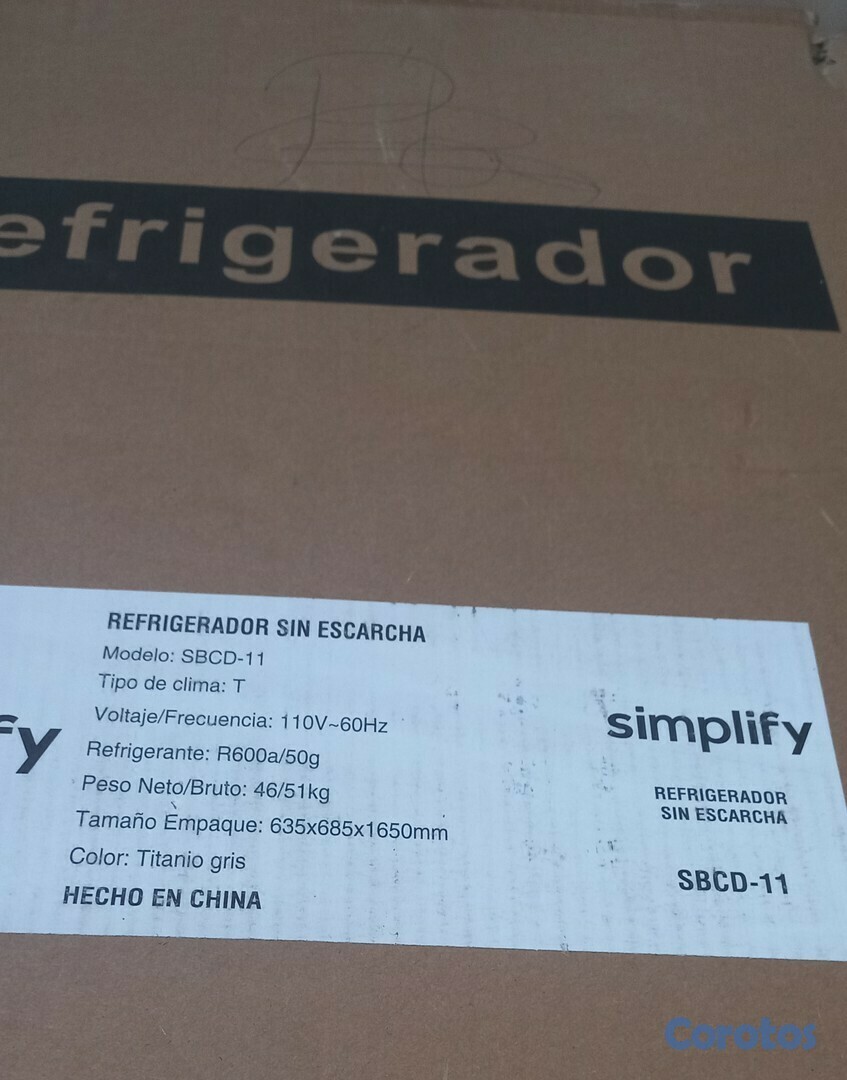 efrigerador
REFRIGERADOR SIN ESCARCHA
Modelo: SBCD-11
Tipo de clima: T
Voltaje/Frecuencia: 110V~60Hz
Refrigerante: R600a/50g
Peso Neto/Bruto: 46/51kg
Tamaño Empaque: 635x685x1650mm
Color: Titanio gris
HECHO EN CHINA
fy
simplify
REFRIGERADOR
SIN ESCARCHA
SBCD-11
Corotos